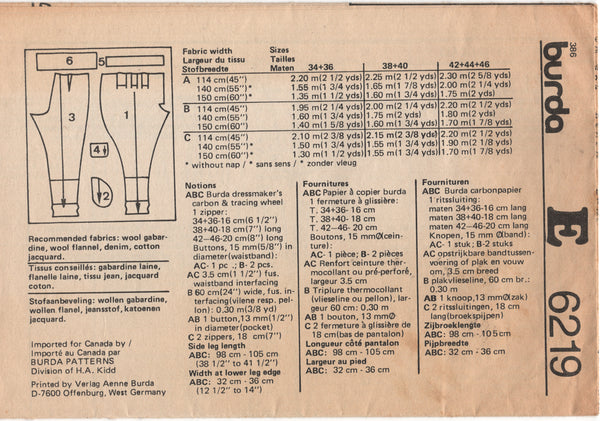 6
5
3
1
4
2
Recommended fabrics: wool gabar-
dine, wool flannel, denim, cotton
jacquard.
Tissus conseillés: gabardine laine,
flanelle laine, tissu jean, jacquard
coton.
Stofaanbeveling: wollen gabardine,
wollen flanel, jeansstof, katoenen
jacquard.
Imported for Canada by /
Importé au Canada par
BURDA PATTERNS
Division of H.A. Kidd
Printed by Verlag Aenne Burda
D-7600 Offenburg, West Germany
Fabric width Sizes
Largeur du tissu Tailles
Stofbreedte Maten 34+36 38+40 42+44+46
A 114 cm(45") 2.20 m(2 1/2 yds) 2.25 m(2 1/2 yds) 2.30 m(2 5/8 yds)
140 cm(55")* 1.55 m(1 3/4 yds) 1.65 m(1 7/8 yds) 2.00 m(2 1/4 yds)
150 cm(60")* 1.35 m(1 1/2 yds) 1.60 m(1 3/4 yds) 1.75 m(2 yds)
B 114 cm(45") 1.95 m(2 1/4 yds) 2.00 m(2 1/4 yds) 2.20 m(2 1/2 yds)
140 cm(55") 1.60 m(1 3/4 yds) 1.75 m(2 yds) 1.80 m(2 yds)
150 cm(60") 1.40 m(1 5/8 yds) 1.60 m(1 3/4 yds) 1.70 m(1 7/8 yds)
C 114 cm(45") 2.10 m(2 3/8 yds) 2.15 m(2 3/8 yds) 2.20 m(2 1/2 yds)
140 cm(55")* 1.50 m(1 3/4 yds) 1.65 m(1 7/8 yds) 1.90 m(2 1/8 yds)
150 cm(60")* 1.30 m(1 1/2 yds) 1.55 m(1 3/4 yds) 1.70 m(1 7/8 yds)
* without nap / * sans sens / * zonder vleug
Notions
ABC Burda dressmaker's
carbon & tracing wheel
1 zipper:
34+36-16 cm(6 1/2")
38+40-18 cm(7") long
42-46-20 cm(8") long
Buttons, 15 mm(5/8") in
diameter(waistband):
AC- 1 pc .; B- 2 pcs.
AC 3.5 cm(1 1/2") fus.
waistband interfacing
B 60 cm(24") wide, fus. in-
terfacing(vilene resp. pel-
lon): 0.30 m(3/8 yd)
AB 1 button,13 mm(1/2")
in diameter(pocket)
C 2 zippers, 18 cm (7")
Side leg length
ABC: 98 cm - 105 cm
(38 1/2" to 41 1/2")
Width at lower leg edge
ABC: 32 cm - 36 cm
(12 1/2" to 14")
Fournitures
ABC Papier à copier burda
1 fermeture à glissière:
T. 34+36-16 cm
T. 38+40-18 cm
T. 42-46- 20 cm
Boutons, 15 mmØ(cein-
ture):
AC- 1 pièce; B- 2 pièces
AC Renfort ceinture ther-
mocollant ou pré-perforé,
largeur 3.5 cm
B Triplure thermocollant
(vlieseline ou pellon), lar-
geur 60 cm: 0.30 m
AB 1 bouton, 13 mmØ
C 2 fermetures à glissière de
18 cm(bas de pantalon)
Longueur côté pantalon
ABC: 98 cm - 105 cm
Largeur au pied
ABC: 32 cm - 36 cm
Fournituren
ABC Burda carbonpapier
1 ritssluiting:
maten 34+36-16 cm lang
maten 38+40-18 cm lang
maten 42-46-20 cm lang
Knopen, 15 mmØ(band):
AC- 1 stuk ; B- 2 stuks
AC opstrijkbare bandtussen-
voering of plak en vouw
om, 3.5 cm breed
B plakvlieseline, 60 cm br.:
0.30 m
AB 1 knoop,13 mmØ(zak)
C 2 ritssluitingen, 18 cm
lang(broekspijpen)
Zijbroeklengte
ABC: 98 cm - 105 cm
Pijpbreedte
ABC: 32 cm - 36 cm
386
burda
E
6219